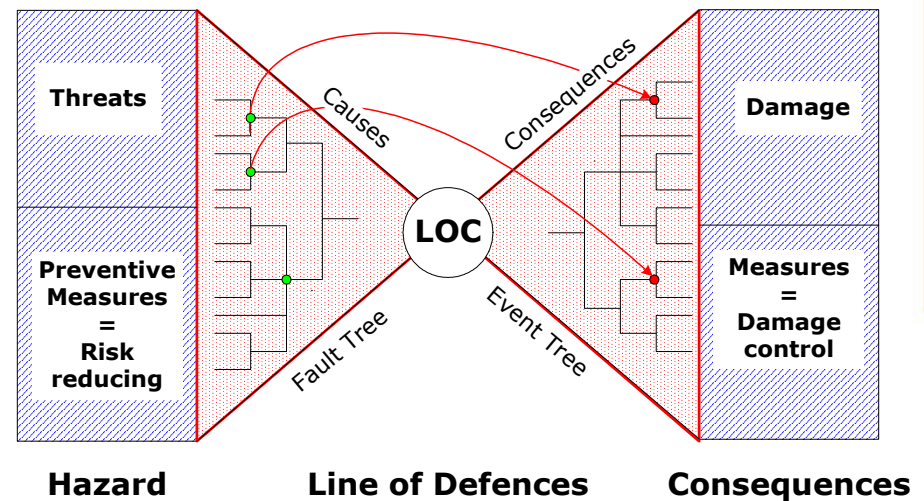 Threats
Preventive
Measures
=
Risk
reducing
Causes
Fault Tree
LOC
Consequences
Event Tree
Damage
Measures
=
Damage
control
Hazard
Line of Defences
Consequences